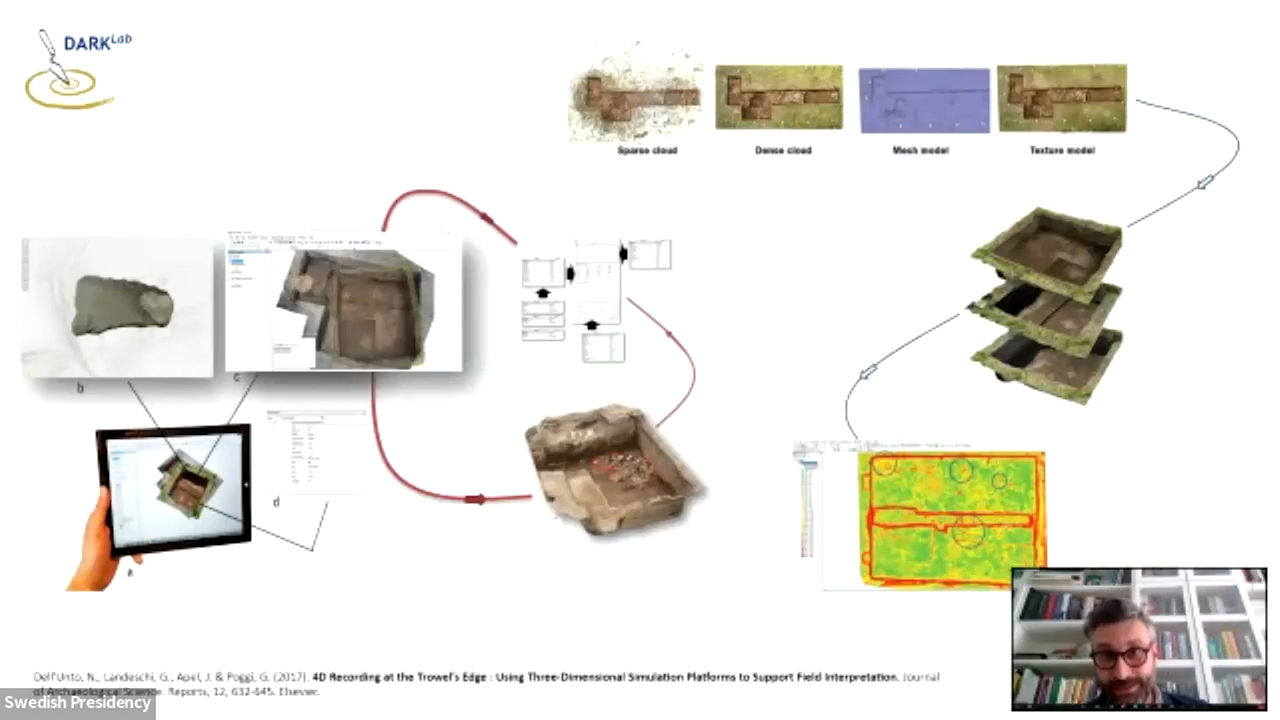 DARKLab
Sparse cloud
Dense cloud
Mesh model
Texture model
b
c
d
a
Dell'Unto, N., Landeschi, G., Apel, J. & Poggi, G. (2017). 4D Recording at the Trowel's Edge : Using Three-Dimensional Simulation Platforms to Support Field Interpretation. Journal
of Archaeological Science: Reports, 12, 632-645. Elsevier.
Swedish Presidency